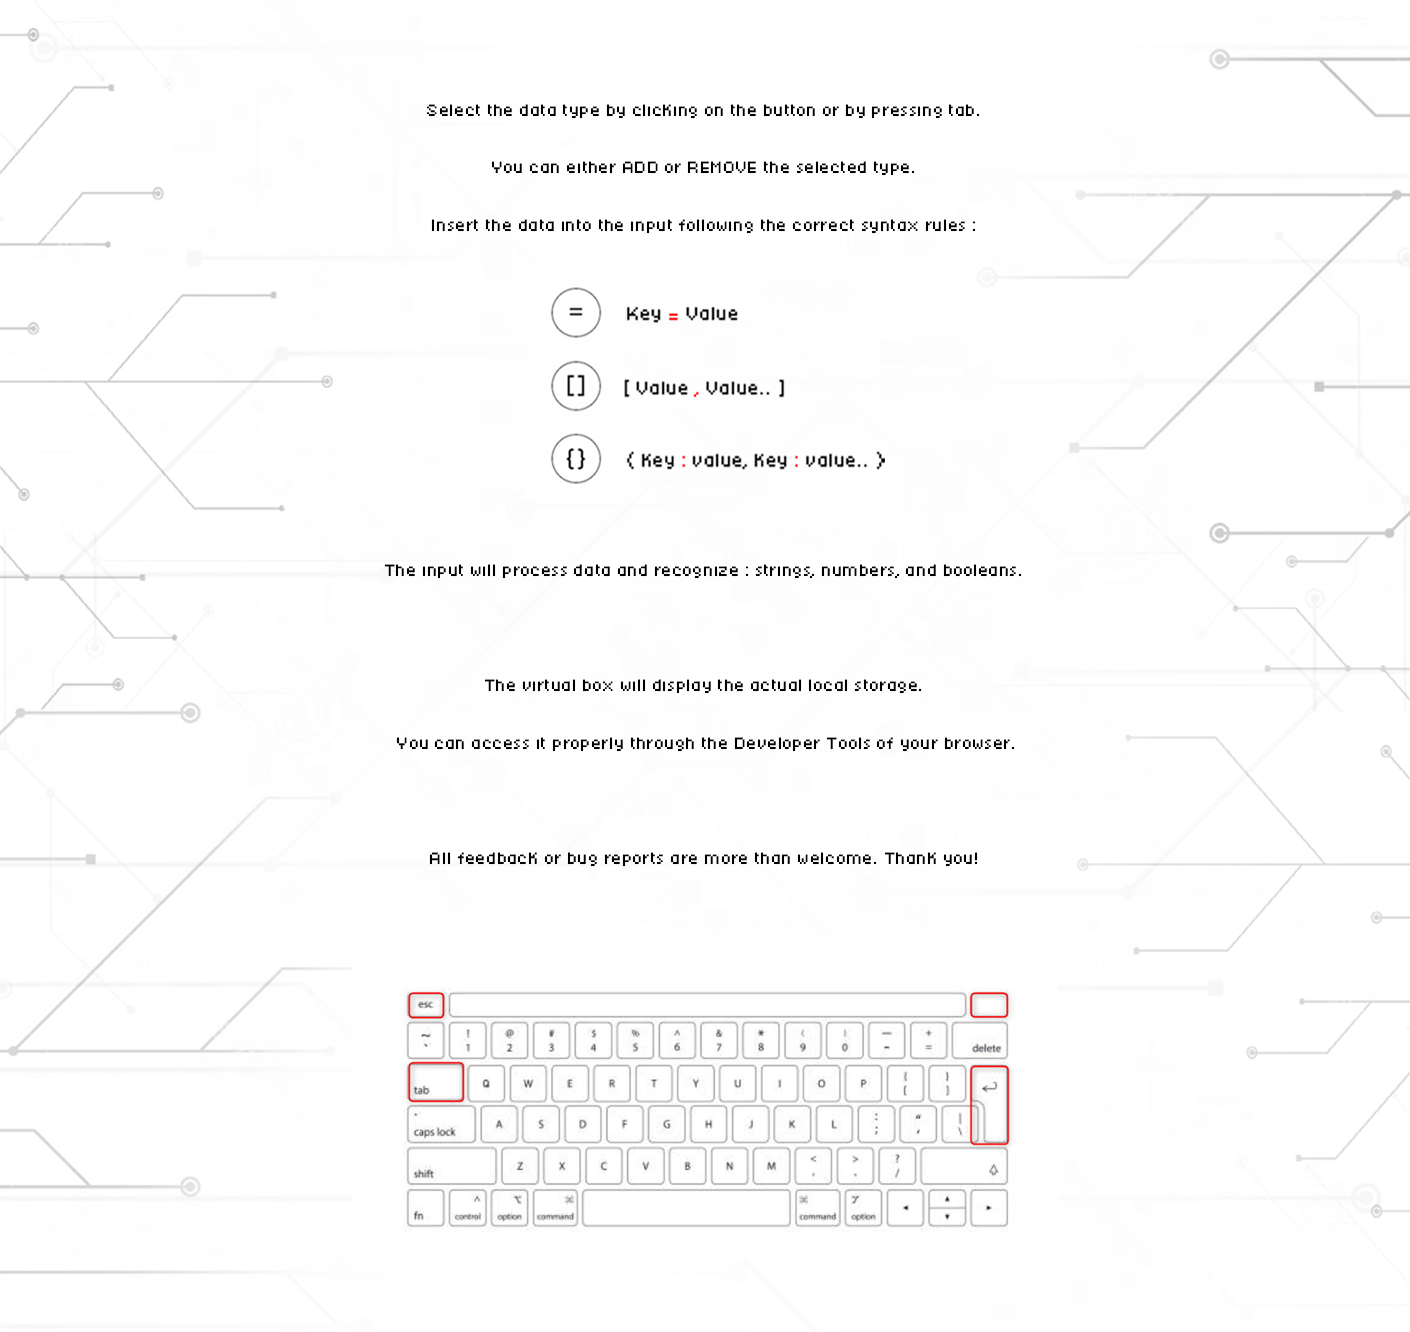 Select the data type by clicking on the button or by pressing tab.
You can either ADD or REMOVE the selected type.
Insert the data into the input following the correct syntax rules :
= Key = Value
[] [ Value , Value.. ]
{} { Key : value, Key : value.. }
The input will process data and recognize : strings, numbers, and booleans.
The virtual box will display the actual local storage.
You can access it properly through the Developer Tools of your browser.
All feedback or bug reports are more than welcome. Thank you!
esc
~ ! @ # $ % ^ & * ( ) — +
` 1 2 3 4 5 6 7 8 9 0 - = delete
tab Q W E R T Y U I O P { [ } ] ↵
caps lock A S D F G H J K L : ; “ ‘ | \
shift Z X C V B N M < , > . ? / ⇧
fn ^ control ⌥ option ⌘ command ⌘ command ⌥ option ◂ ▴ ▾ ▸